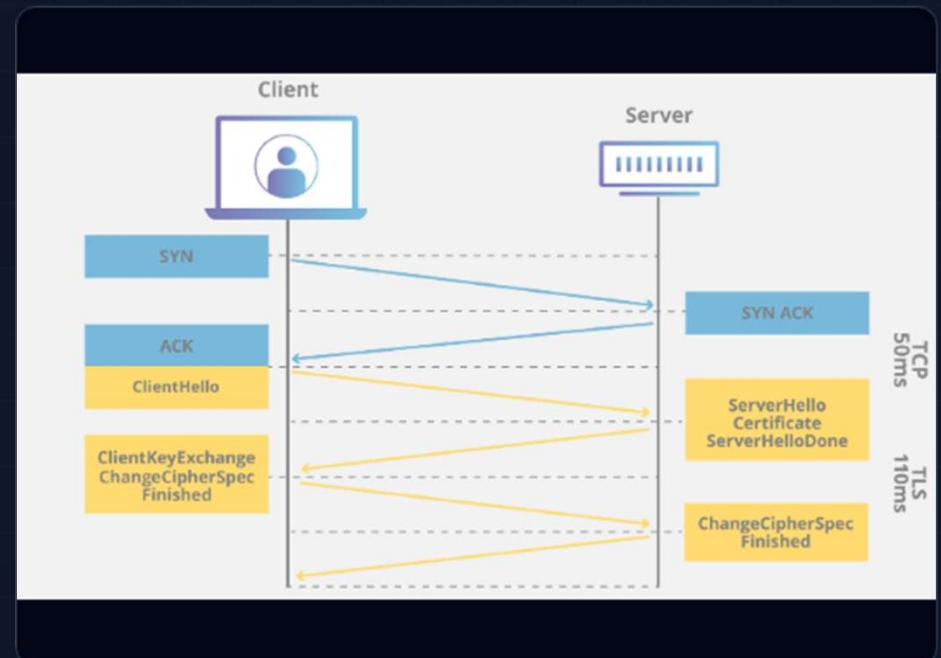 Client
Server
SYN
SYN ACK
ACK
ClientHello
ServerHello
Certificate
ServerHelloDone
ClientKeyExchange
ChangeCipherSpec
Finished
ChangeCipherSpec
Finished
TCP
50ms
TLS
110ms